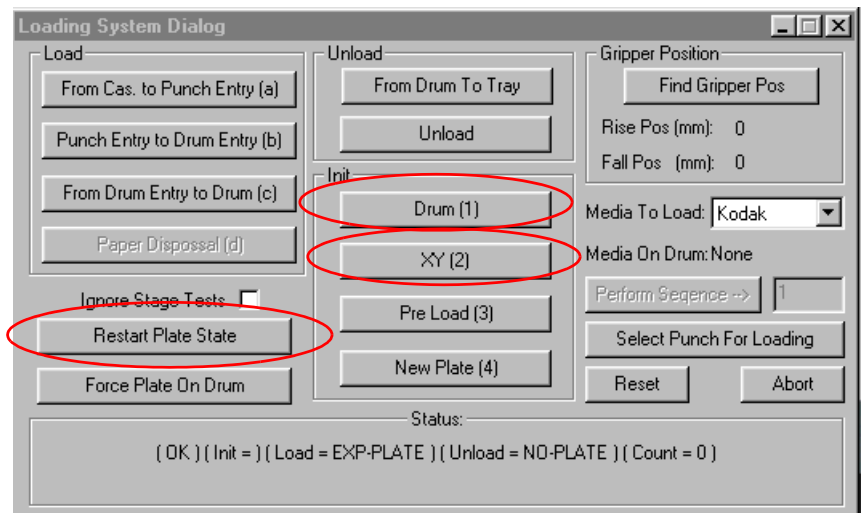 Loading System Dialog
Load
From Cas. to Punch Entry (a)
Punch Entry to Drum Entry (b)
From Drum Entry to Drum (c)
Paper Dispossal (d)
Ignore Stage Tests
Restart Plate State
Force Plate On Drum
Unload
From Drum To Tray
Unload
Init
Drum (1)
XY (2)
Pre Load (3)
New Plate (4)
Gripper Position
Find Gripper Pos
Rise Pos (mm): 0
Fall Pos (mm): 0
Media To Load: Kodak
Media On Drum: None
Perform Seqence --> 1
Select Punch For Loading
Reset Abort
Status:
( OK ) ( Init = ) ( Load = EXP-PLATE ) ( Unload = NO-PLATE ) ( Count = 0 )